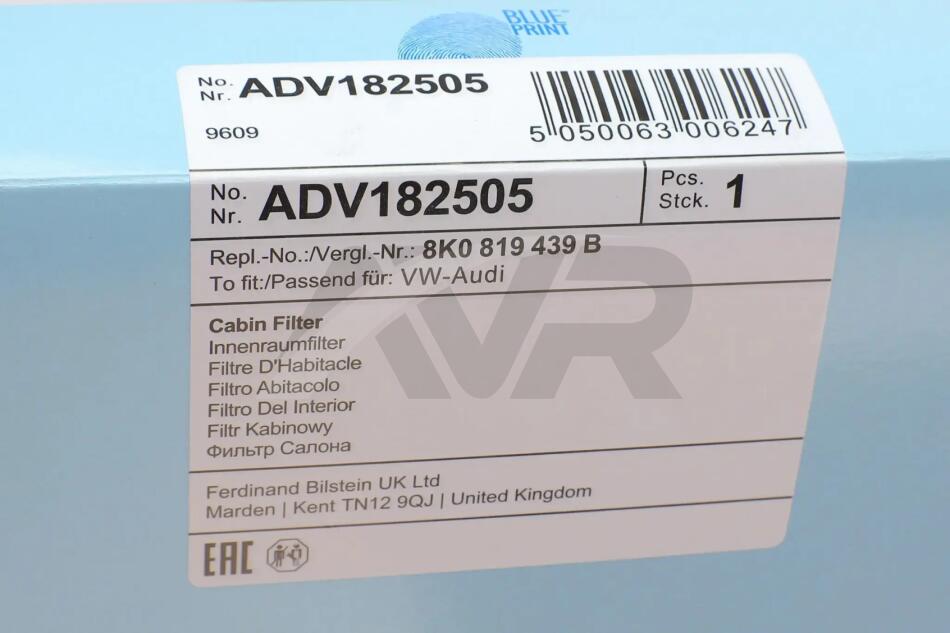 BLUE PRINT
No. Nr. ADV182505
9609
5 050063 006247
No. Nr. ADV182505
Pcs. Stck. 1
Repl.-No.:/Vergl.-Nr.: 8K0 819 439 B
To fit:/Passend für: VW-Audi
Cabin Filter
Innenraumfilter
Filtre D'Habitacle
Filtro Abitacolo
Filtro Del Interior
Filtr Kabinowy
Фильтр Салона
Ferdinand Bilstein UK Ltd
Marden | Kent TN12 9QJ | United Kingdom
EAC